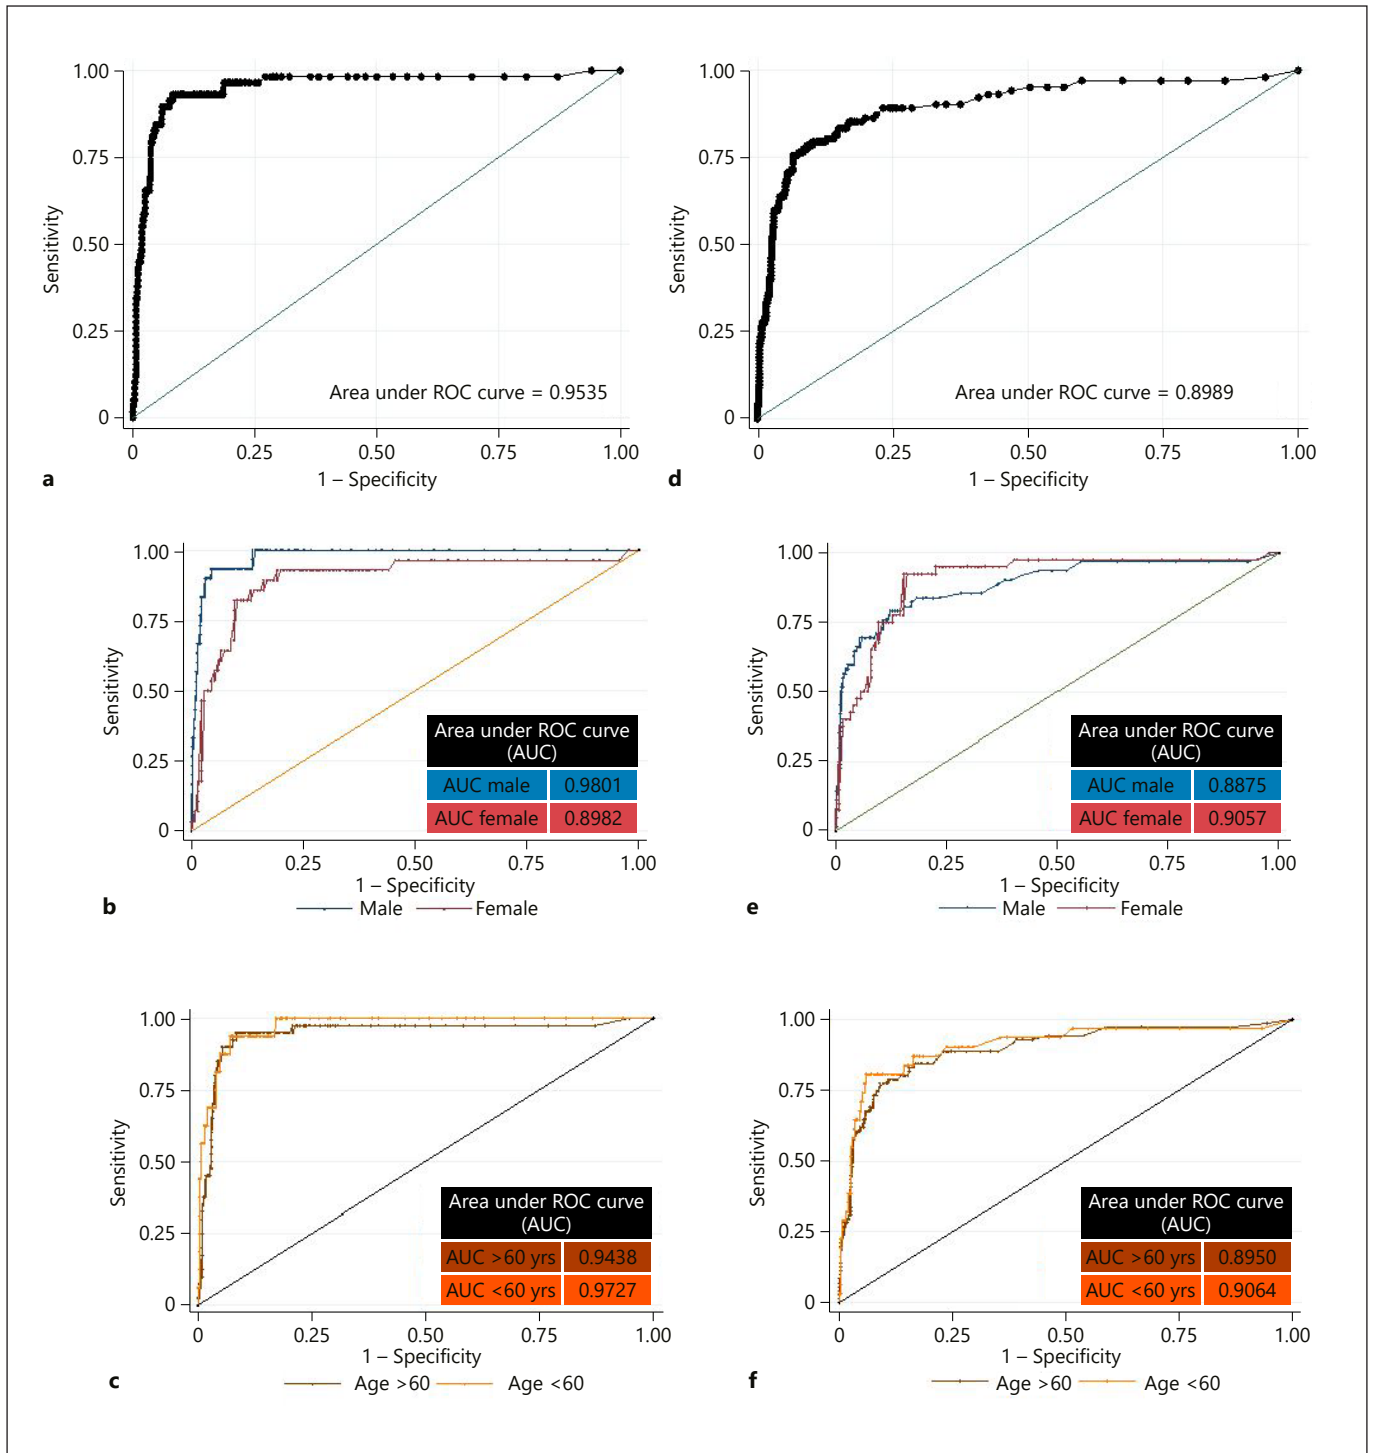 1.00
0.75
0.50
0.25
0
Sensitivity
Area under ROC curve = 0.9535
0 0.25 0.50 0.75 1.00
1 – Specificity
a
1.00
0.75
0.50
0.25
0
Sensitivity
Area under ROC curve = 0.8989
0 0.25 0.50 0.75 1.00
1 – Specificity
d
1.00
0.75
0.50
0.25
0
Sensitivity
Area under ROC curve
(AUC)
AUC male 0.9801
AUC female 0.8982
0 0.25 0.50 0.75 1.00
1 – Specificity
Male Female
b
1.00
0.75
0.50
0.25
0
Sensitivity
Area under ROC curve
(AUC)
AUC male 0.8875
AUC female 0.9057
0 0.25 0.50 0.75 1.00
1 – Specificity
Male Female
e
1.00
0.75
0.50
0.25
0
Sensitivity
Area under ROC curve
(AUC)
AUC >60 yrs 0.9438
AUC <60 yrs 0.9727
0 0.25 0.50 0.75 1.00
1 – Specificity
Age >60 Age <60
c
1.00
0.75
0.50
0.25
0
Sensitivity
Area under ROC curve
(AUC)
AUC >60 yrs 0.8950
AUC <60 yrs 0.9064
0 0.25 0.50 0.75 1.00
1 – Specificity
Age >60 Age <60
f